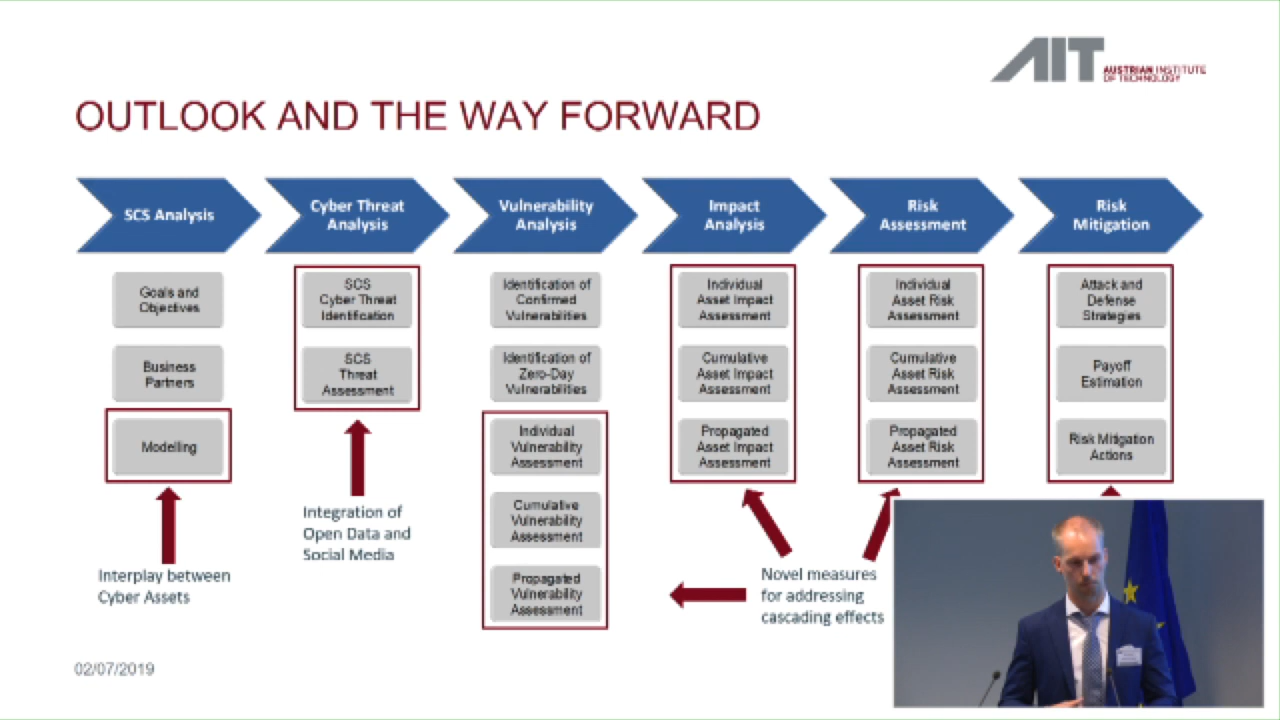 AIT
AUSTRIAN INSTITUTE
OF TECHNOLOGY
OUTLOOK AND THE WAY FORWARD
SCS Analysis
Cyber Threat
Analysis
Vulnerability
Analysis
Impact
Analysis
Risk
Assessment
Risk
Mitigation
Goals and
Objectives
Business
Partners
Modelling
Interplay between
Cyber Assets
SCS
Cyber Threat
Identification
SCS
Threat
Assessment
Integration of
Open Data and
Social Media
Identification of
Confirmed
Vulnerabilities
Identification of
Zero-Day
Vulnerabilities
Individual
Vulnerability
Assessment
Cumulative
Vulnerability
Assessment
Propagated
Vulnerability
Assessment
Individual
Asset Impact
Assessment
Cumulative
Asset Impact
Assessment
Propagated
Asset Impact
Assessment
Individual
Asset Risk
Assessment
Cumulative
Asset Risk
Assessment
Propagated
Asset Risk
Assessment
Novel measures
for addressing
cascading effects
Attack and
Defense
Strategies
Payoff
Estimation
Risk Mitigation
Actions
02/07/2019